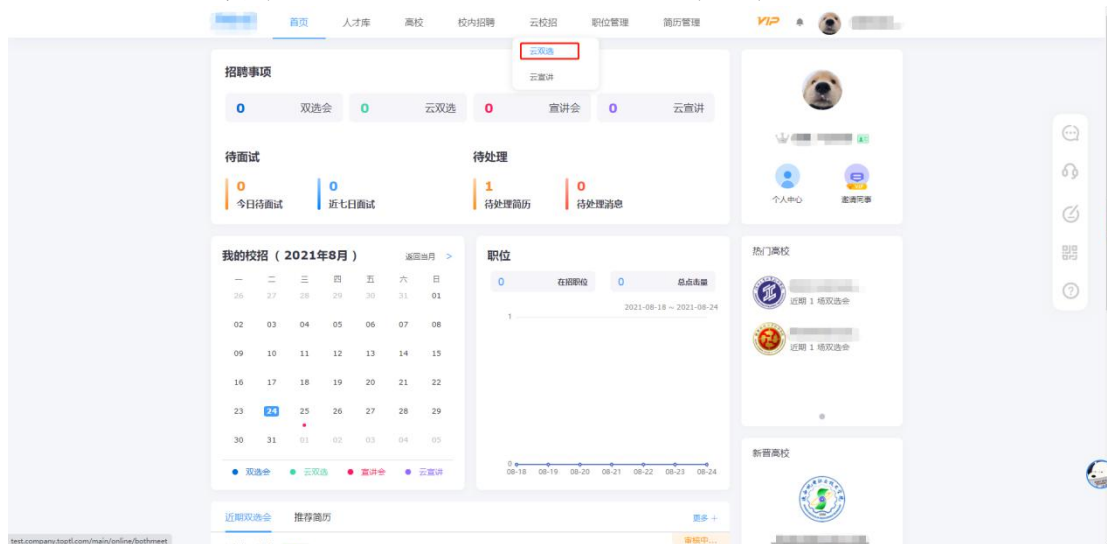 首页 人才库 高校 校内招聘 云校招 职位管理 简历管理 VIP
云双选
云宣讲
招聘事项
0 双选会 0 云双选 0 宣讲会 0 云宣讲
待面试 待处理
0 0 1 0
今日待面试 近七日面试 待处理简历 待处理消息
个人中心 邀请同事
我的校招 ( 2021年8月 ) 返回当月 >
一 二 三 四 五 六 日
26 27 28 29 30 31 01
02 03 04 05 06 07 08
09 10 11 12 13 14 15
16 17 18 19 20 21 22
23 24 25 26 27 28 29
30 31 01 02 03 04 05
双选会 云双选 宣讲会 云宣讲
职位
0 在招职位 0 总点击量
2021-08-18 ~ 2021-08-24
1
0
08-18 08-19 08-20 08-21 08-22 08-23 08-24
热门高校
近期 1 场双选会
近期 1 场双选会
新晋高校
近期双选会 推荐简历 更多 +
审核中...
test.company.toptl.com/main/online/bothmeet